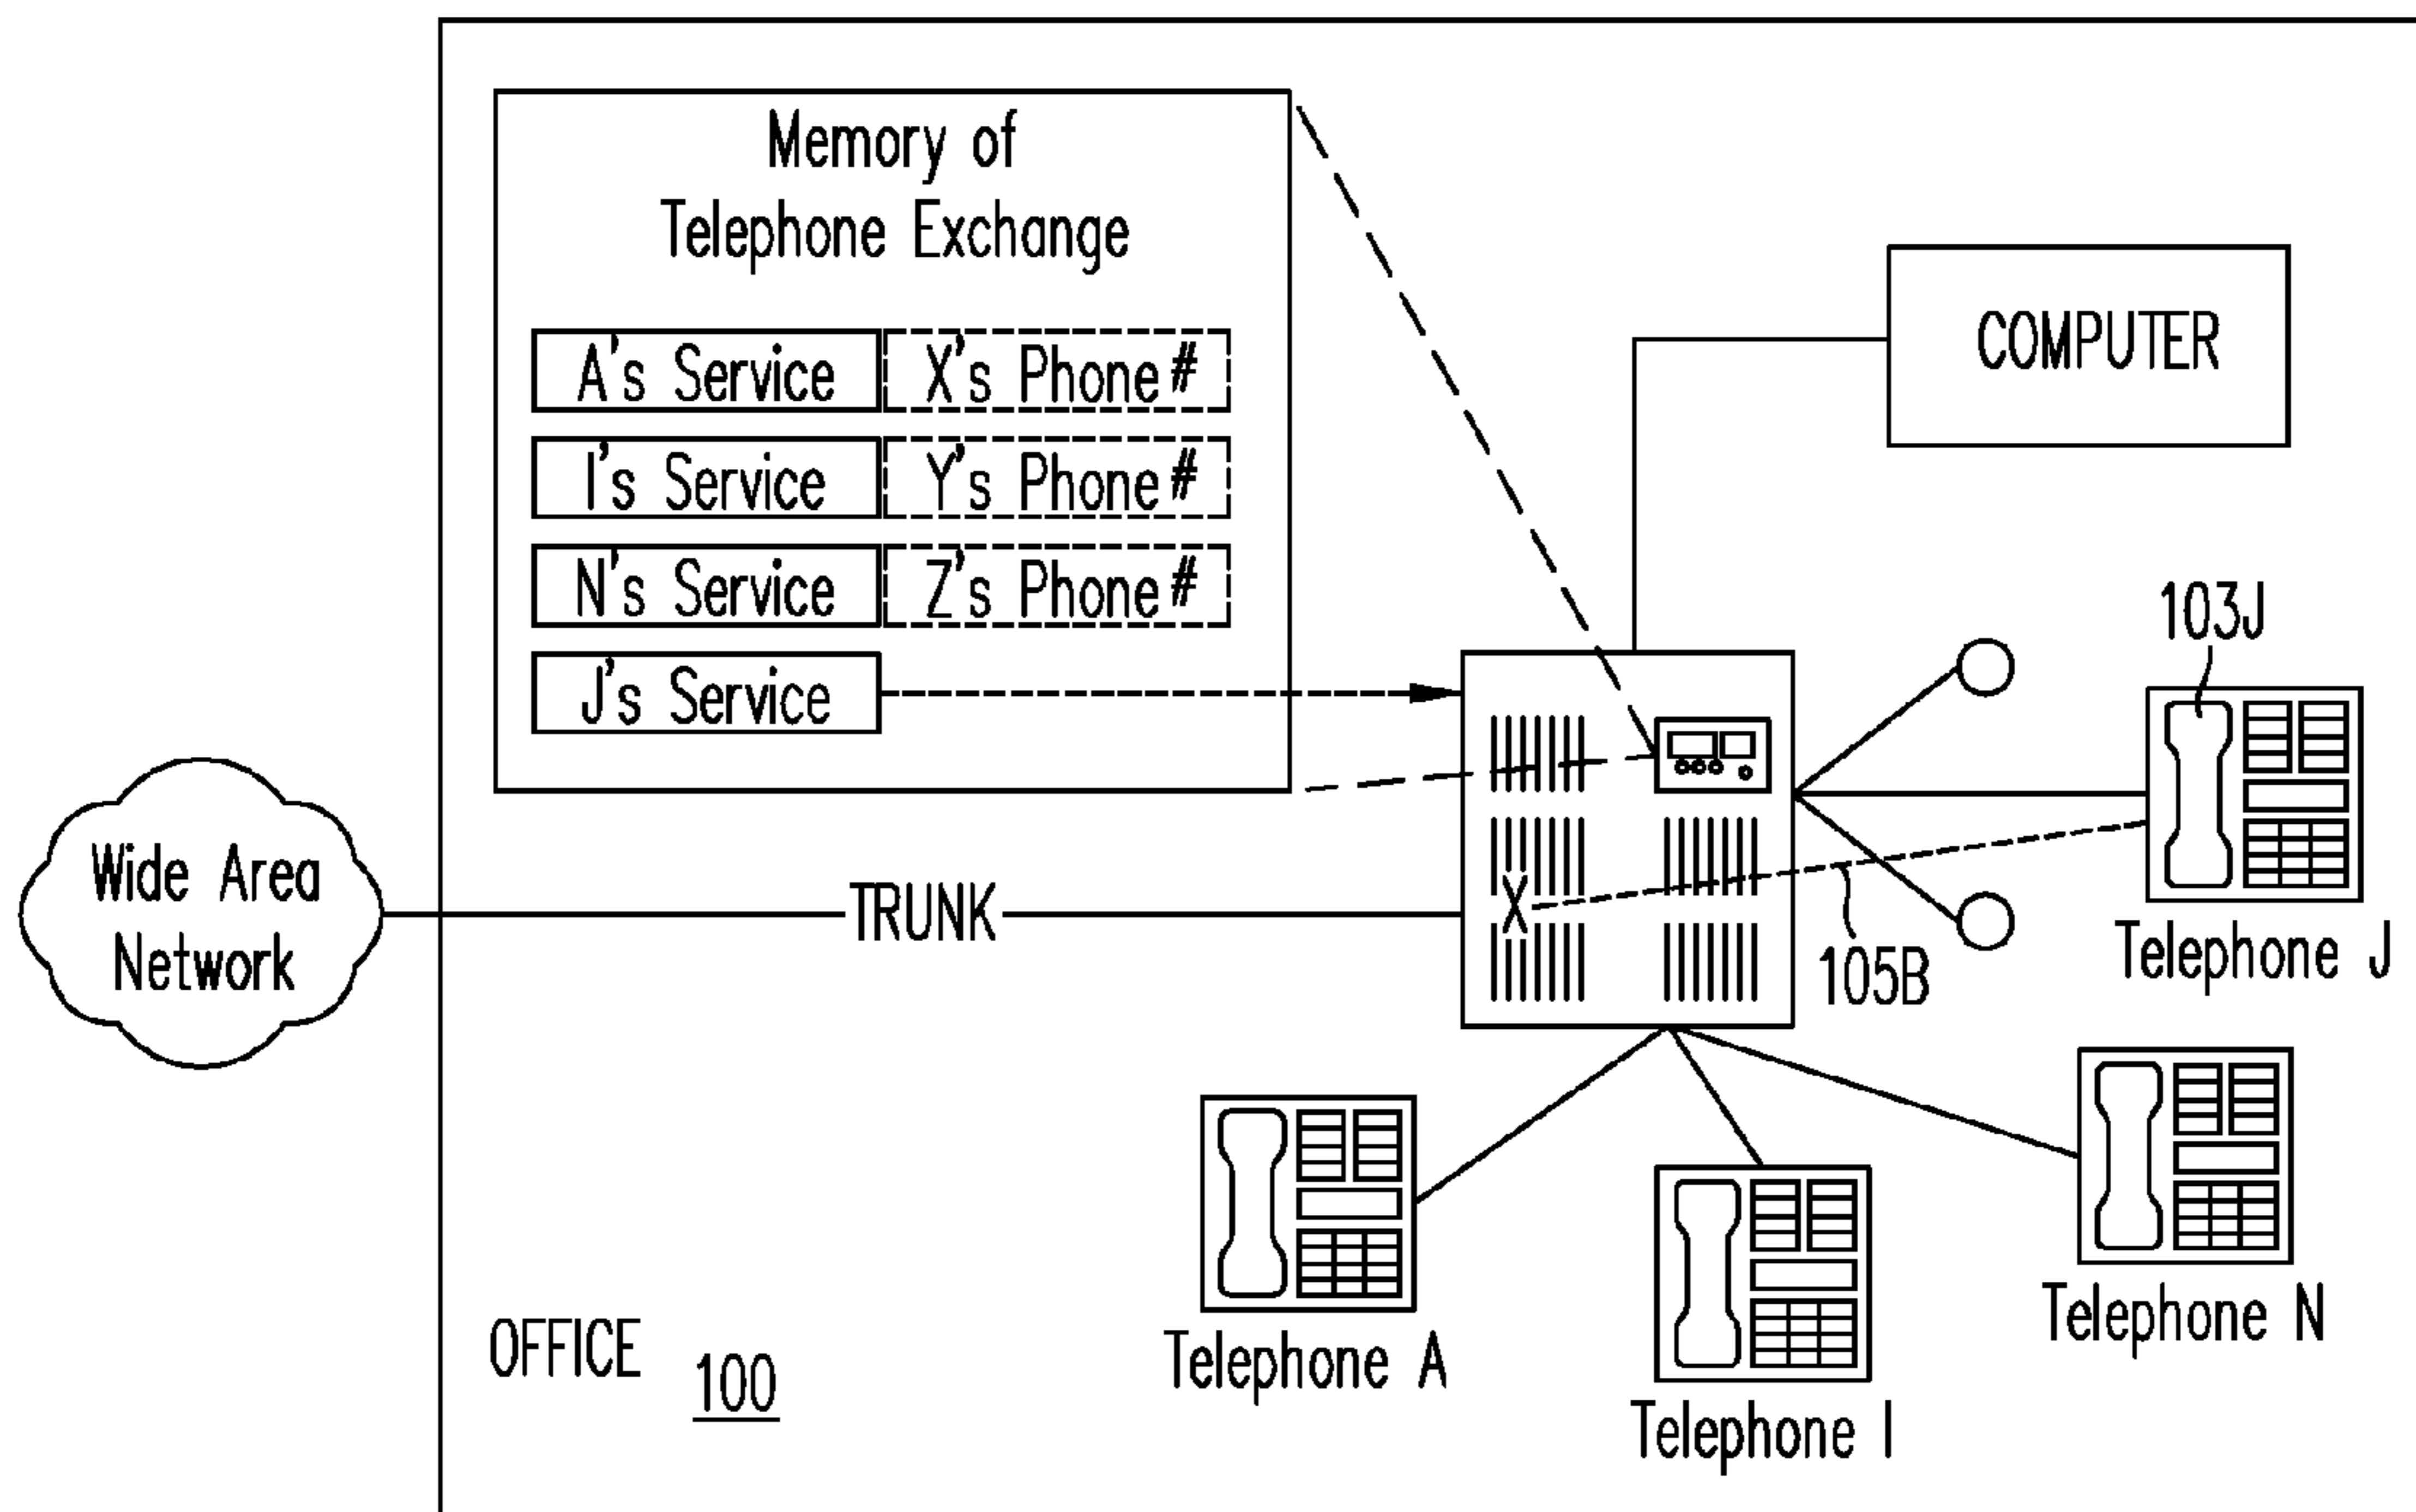 Memory of
Telephone Exchange
A's Service X's Phone #
I's Service Y's Phone #
N's Service Z's Phone #
J's Service
COMPUTER
103J
Wide Area
Network
TRUNK
X
105B
Telephone J
Telephone A
Telephone I
Telephone N
OFFICE
100